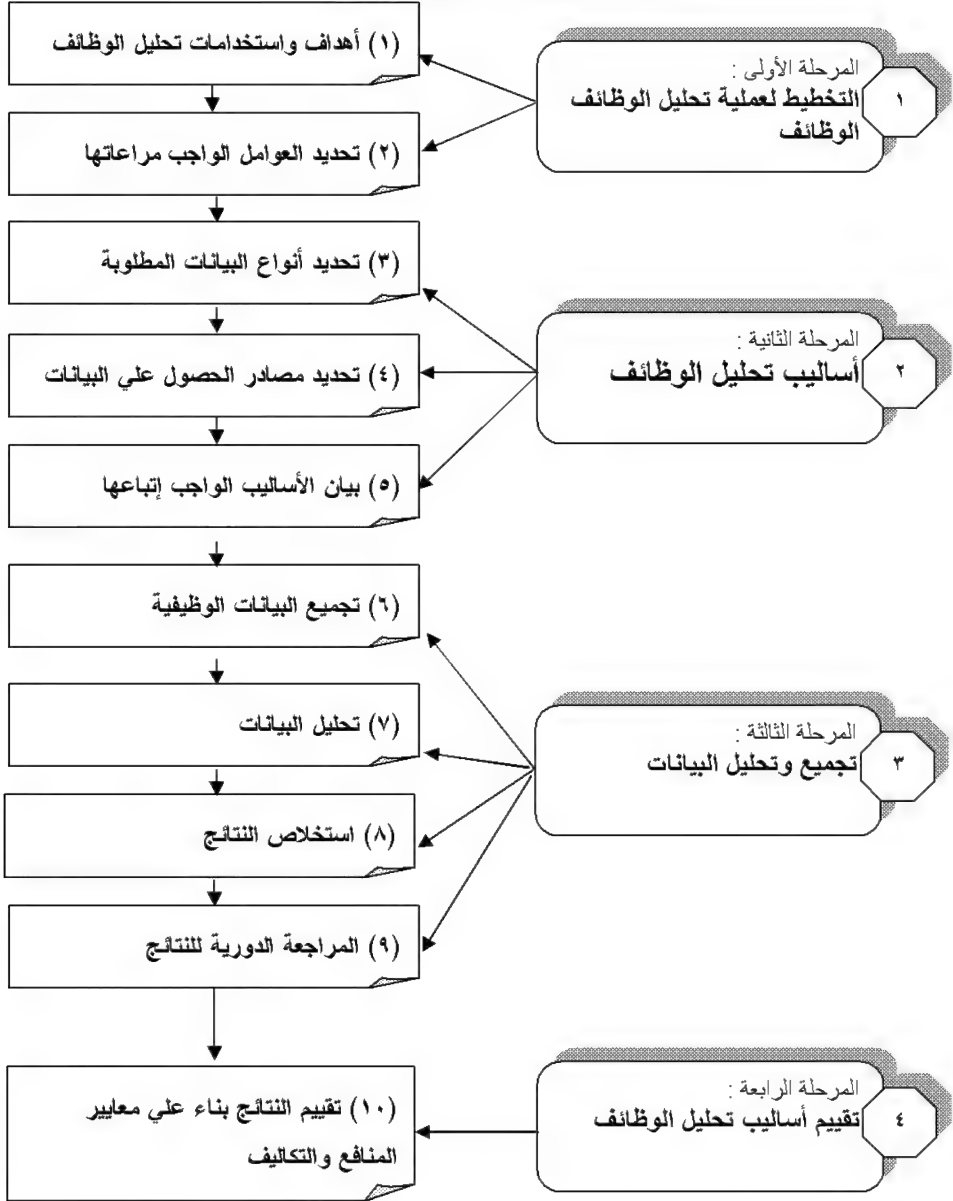 المرحلة الأولى :
١
التخطيط لعملية تحليل الوظائف
الوظائف
(١) أهداف واستخدامات تحليل الوظائف
(٢) تحديد العوامل الواجب مراعاتها
المرحلة الثانية :
٢
أساليب تحليل الوظائف
(٣) تحديد أنواع البيانات المطلوبة
(٤) تحديد مصادر الحصول علي البيانات
(٥) بيان الأساليب الواجب إتباعها
المرحلة الثالثة :
٣
تجميع وتحليل البيانات
(٦) تجميع البيانات الوظيفية
(٧) تحليل البيانات
(٨) استخلاص النتائج
(٩) المراجعة الدورية للنتائج
المرحلة الرابعة :
٤
تقييم أساليب تحليل الوظائف
(١٠) تقييم النتائج بناء علي معايير
المنافع والتكاليف